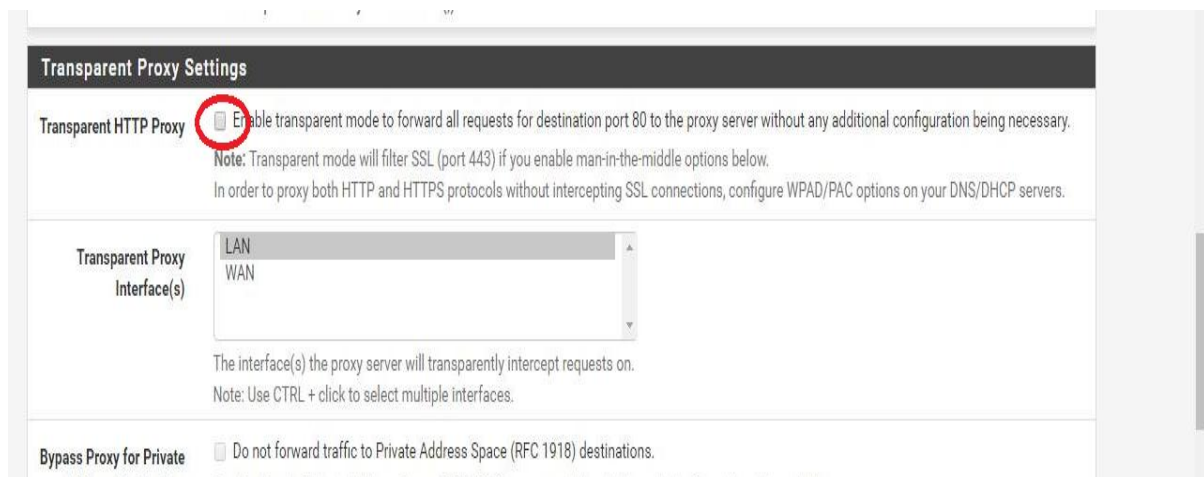 Transparent Proxy Settings
Transparent HTTP Proxy
Enable transparent mode to forward all requests for destination port 80 to the proxy server without any additional configuration being necessary.
Note: Transparent mode will filter SSL (port 443) if you enable man-in-the-middle options below.
In order to proxy both HTTP and HTTPS protocols without intercepting SSL connections, configure WPAD/PAC options on your DNS/DHCP servers.
Transparent Proxy
Interface(s)
LAN
WAN
The interface(s) the proxy server will transparently intercept requests on.
Note: Use CTRL + click to select multiple interfaces.
Bypass Proxy for Private
Do not forward traffic to Private Address Space (RFC 1918) destinations.